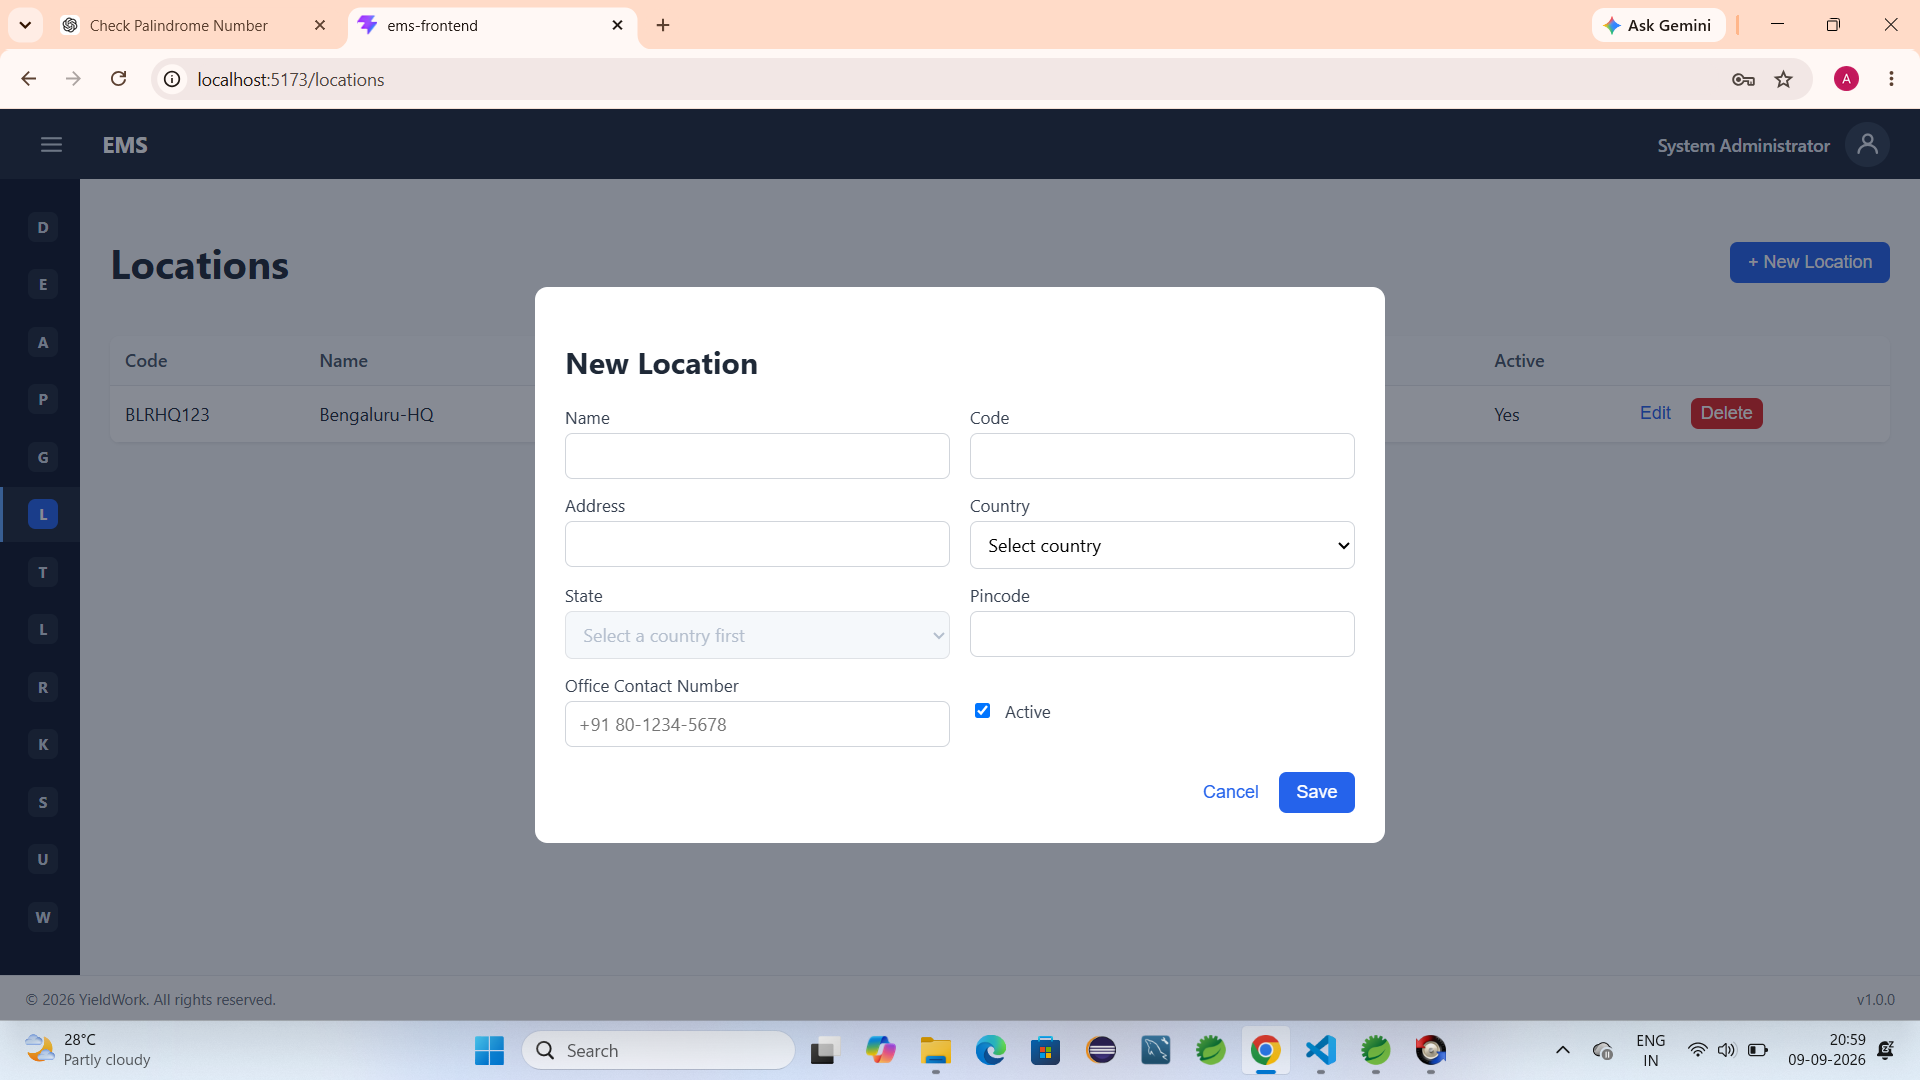 Check Palindrome Number
ems-frontend
Ask Gemini
localhost:5173/locations
A
EMS
System Administrator
D
E
A
P
G
L
T
L
R
K
S
U
W
Locations
+ New Location
Code Name Active
BLRHQ123 Bengaluru-HQ Yes Edit Delete
New Location
Name Code
Address Country
Select country
State Pincode
Select a country first
Office Contact Number
+91 80-1234-5678
Active
Cancel Save
© 2026 YieldWork. All rights reserved.
v1.0.0
28°C
Partly cloudy
Search
ENG
IN
20:59
09-09-2026